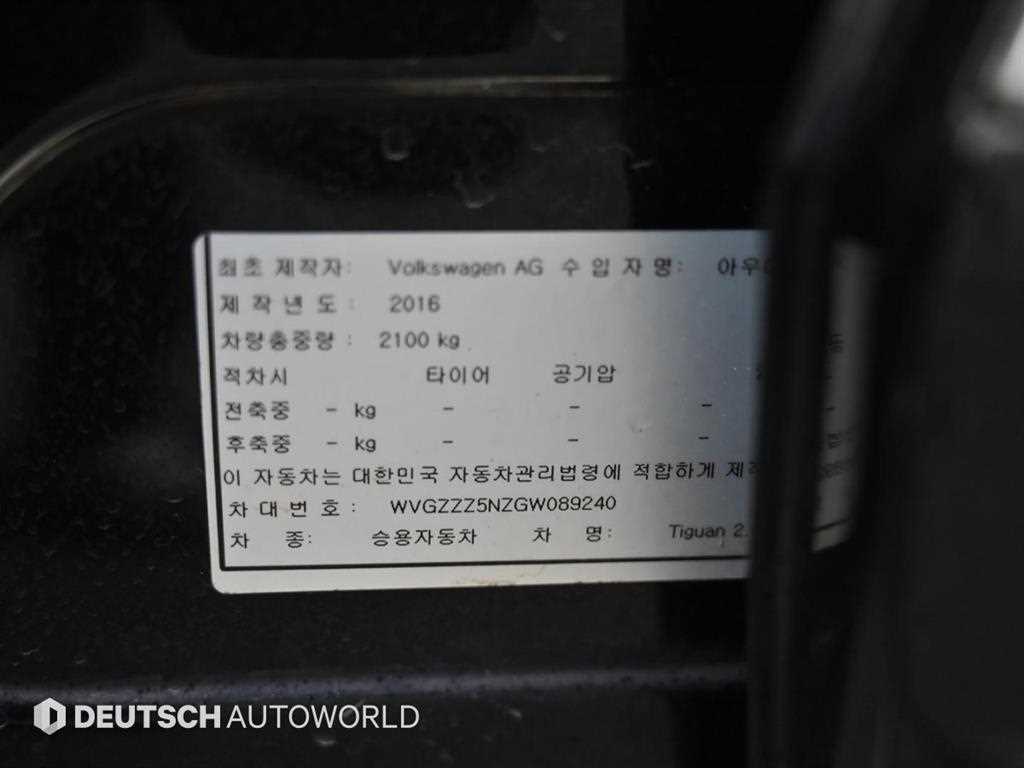 최초 제작자: Volkswagen AG 수 입 자 명:
제 작 년 도 : 2016
차량총중량 : 2100 kg
적차시 타이어 공기압
전축중 - kg - - - -
후축중 - kg - - -
이 자동차는 대한민국 자동차관리법령에 적합하게
차 대 번 호 : WVGZZZ5NZGW089240
차 종: 승용자동차 차 명: Tiguan 2.
DEUTSCH AUTOWORLD